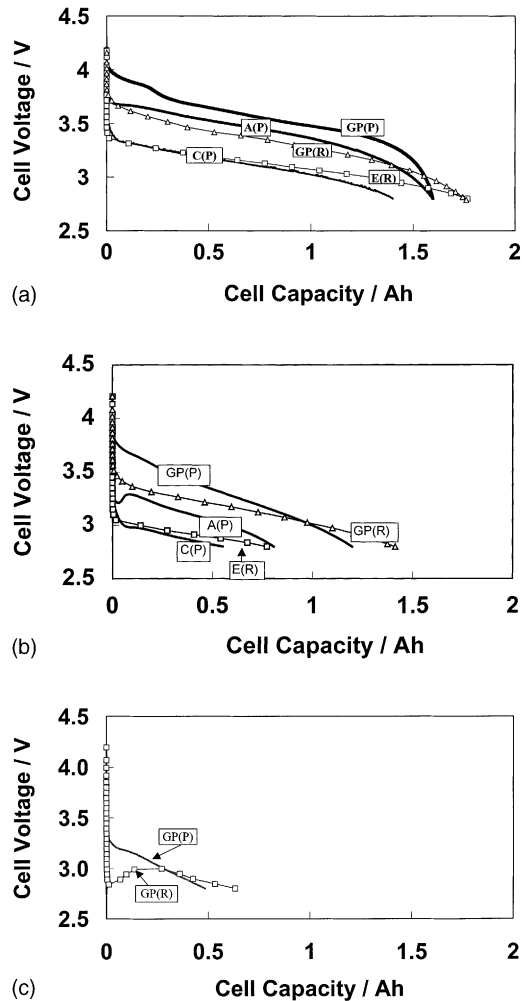 4.5
4
3.5
3
2.5
Cell Voltage / V
A(P)
GP(P)
C(P)
GP(R)
E(R)
0
0.5
1
1.5
2
(a)
Cell Capacity / Ah
4.5
4
3.5
3
2.5
Cell Voltage / V
GP(P)
A(P)
GP(R)
C(P)
E(R)
0
0.5
1
1.5
2
(b)
Cell Capacity / Ah
4.5
4.0
3.5
3.0
2.5
Cell Voltage / V
GP(P)
GP(R)
0
0.5
1
1.5
2
(c)
Cell Capacity / Ah